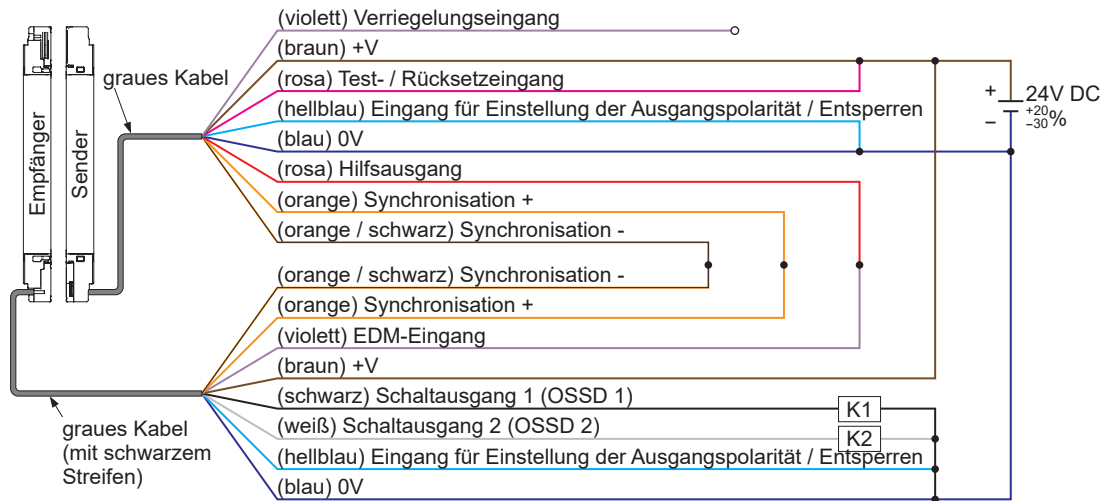 (violett) Verriegelungseingang
(braun) +V
graues Kabel
(rosa) Test- / Rücksetzeingang
(hellblau) Eingang für Einstellung der Ausgangspolarität / Entsperren
(blau) 0V
+
−
24V DC
+20
−30%
Empfänger
Sender
(rosa) Hilfsausgang
(orange) Synchronisation +
(orange / schwarz) Synchronisation -
(orange / schwarz) Synchronisation -
(orange) Synchronisation +
(violett) EDM-Eingang
(braun) +V
(schwarz) Schaltausgang 1 (OSSD 1)
K1
(weiß) Schaltausgang 2 (OSSD 2)
K2
(hellblau) Eingang für Einstellung der Ausgangspolarität / Entsperren
(blau) 0V
graues Kabel
(mit schwarzem
Streifen)